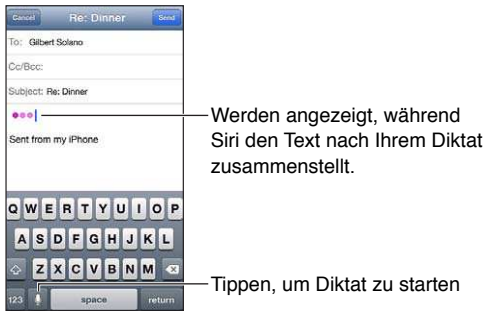 Cancel Re: Dinner Send
To: Gilbert Solano
Cc/Bcc:
Subject: Re: Dinner
Werden angezeigt, während
Siri den Text nach Ihrem Diktat
zusammenstellt.
Sent from my iPhone
Q W E R T Y U I O P
A S D F G H J K L
Z X C V B N M
Tippen, um Diktat zu starten
123 space return